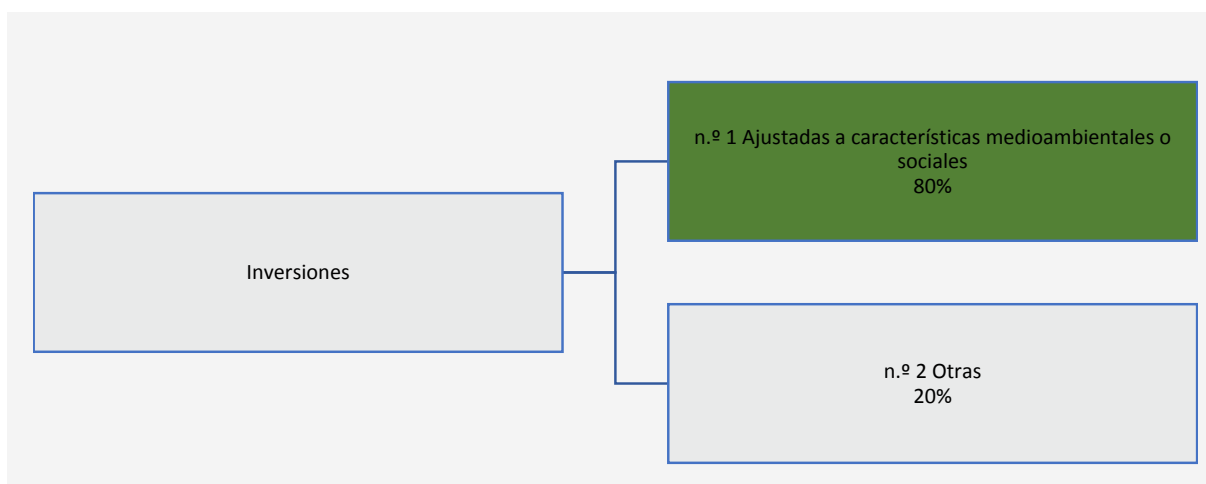 n.º 1 Ajustadas a características medioambientales o
sociales
80%
Inversiones
n.º 2 Otras
20%